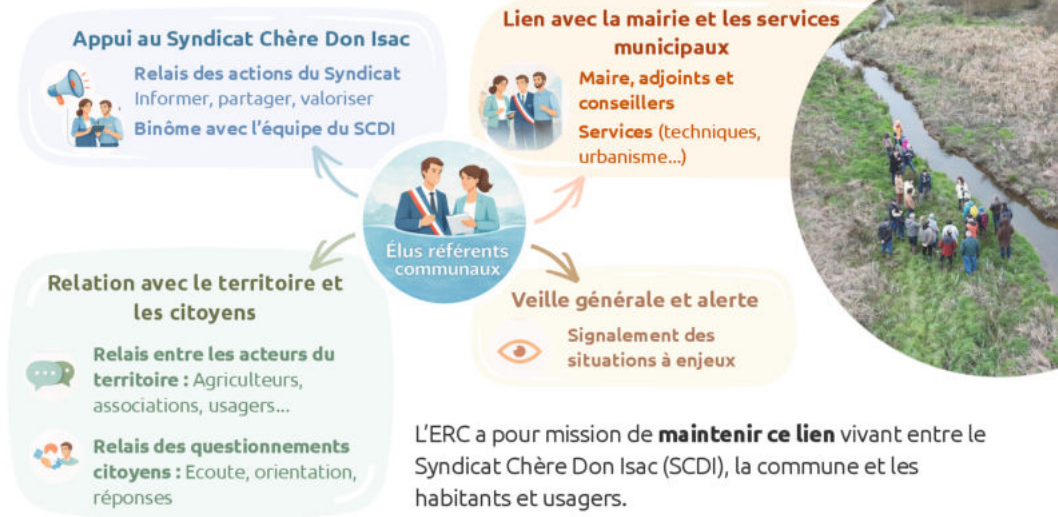 Appui au Syndicat Chère Don Isac
Relais des actions du Syndicat
Informer, partager, valoriser
Binôme avec l'équipe du SCDI
Lien avec la mairie et les services
municipaux
Maire, adjoints et
conseillers
Services (techniques,
urbanisme...)
Élus référents
communaux
Relation avec le territoire et
les citoyens
Relais entre les acteurs du
territoire : Agriculteurs,
associations, usagers...
Relais des questionnements
citoyens : Ecoute, orientation,
réponses
Veille générale et alerte
Signalement des
situations à enjeux
L'ERC a pour mission de maintenir ce lien vivant entre le
Syndicat Chère Don Isac (SCDI), la commune et les
habitants et usagers.